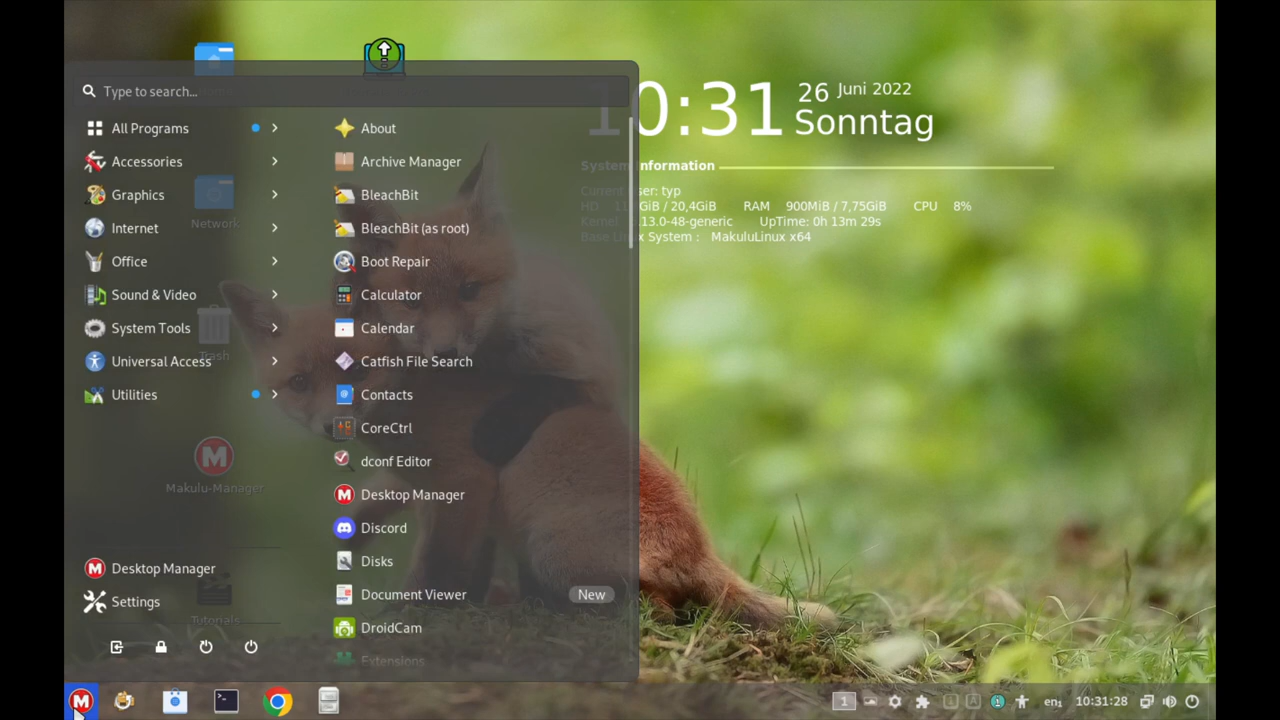 Type to search...
All Programs
Accessories
Graphics
Internet
Office
Sound & Video
System Tools
Universal Access
Utilities
Network
Trash
Makulu-Manager
Tutorials
Desktop Manager
Settings
About
Archive Manager
BleachBit
BleachBit (as root)
Boot Repair
Calculator
Calendar
Catfish File Search
Contacts
CoreCtrl
dconf Editor
Desktop Manager
Discord
Disks
Document Viewer New
DroidCam
Extensions
10:31 26 Juni 2022
Sonntag
System Information
Current User: typ
HD GiB / 20,4GiB RAM 900MiB / 7,75GiB CPU 8%
Kernel 13.0-48-generic UpTime: 0h 13m 29s
Base Linux System : MakuluLinux x64
1 en₁ 10:31:28